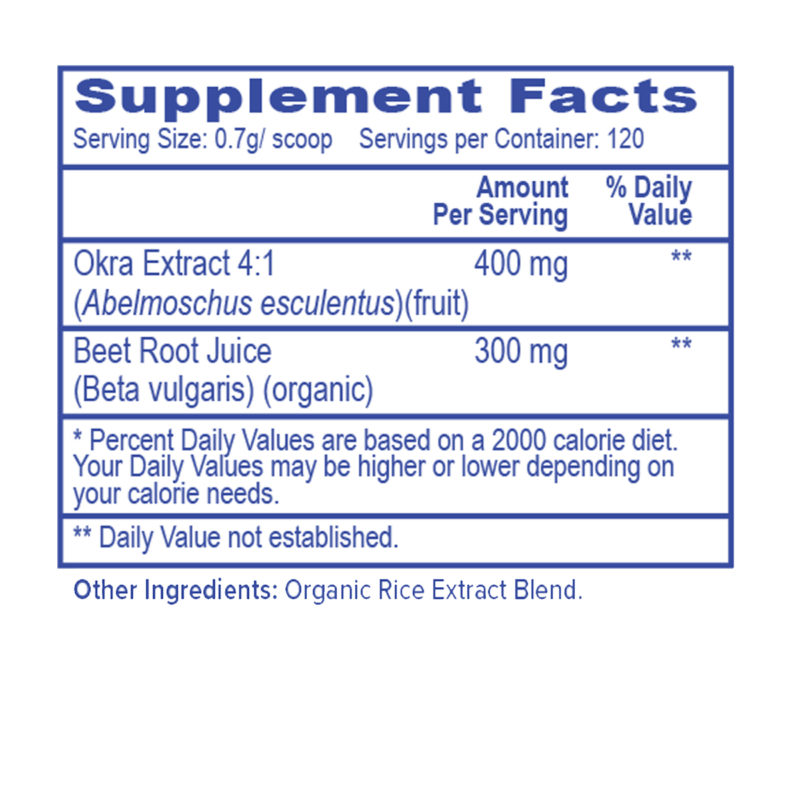 Supplement Facts
Serving Size: 0.7g/ scoop Servings per Container: 120
Amount Per Serving
% Daily Value
Okra Extract 4:1 400 mg **
(Abelmoschus esculentus)(fruit)
Beet Root Juice 300 mg **
(Beta vulgaris) (organic)
* Percent Daily Values are based on a 2000 calorie diet.
Your Daily Values may be higher or lower depending on
your calorie needs.
** Daily Value not established.
Other Ingredients: Organic Rice Extract Blend.